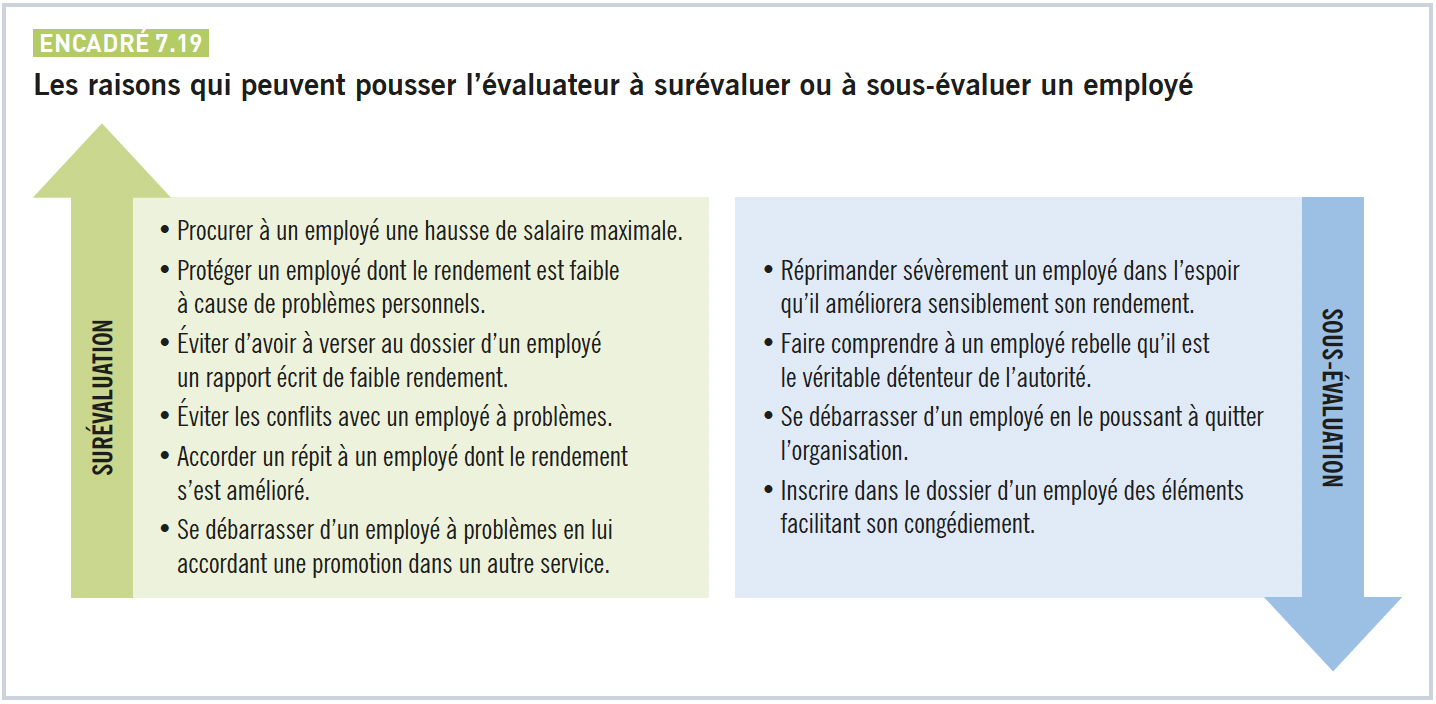 ENCADRÉ 7.19
Les raisons qui peuvent pousser l'évaluateur à surévaluer ou à sous-évaluer un employé
SURÉVALUATION
• Procurer à un employé une hausse de salaire maximale.
• Protéger un employé dont le rendement est faible
à cause de problèmes personnels.
• Éviter d'avoir à verser au dossier d'un employé
un rapport écrit de faible rendement.
• Éviter les conflits avec un employé à problèmes.
• Accorder un répit à un employé dont le rendement
s'est amélioré.
• Se débarrasser d'un employé à problèmes en lui
accordant une promotion dans un autre service.
• Réprimander sévèrement un employé dans l'espoir
qu'il améliorera sensiblement son rendement.
• Faire comprendre à un employé rebelle qu'il est
le véritable détenteur de l'autorité.
• Se débarrasser d'un employé en le poussant à quitter
l'organisation.
• Inscrire dans le dossier d'un employé des éléments
facilitant son congédiement.
SOUS-ÉVALUATION